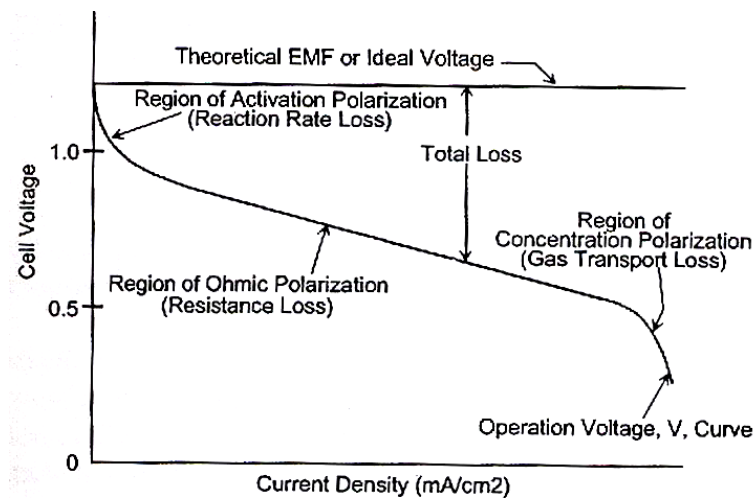 Theoretical EMF or Ideal Voltage
Region of Activation Polarization
(Reaction Rate Loss)
1.0
Total Loss
Cell Voltage
Region of
Concentration Polarization
(Gas Transport Loss)
Region of Ohmic Polarization
(Resistance Loss)
0.5
Operation Voltage, V, Curve
0
Current Density (mA/cm2)